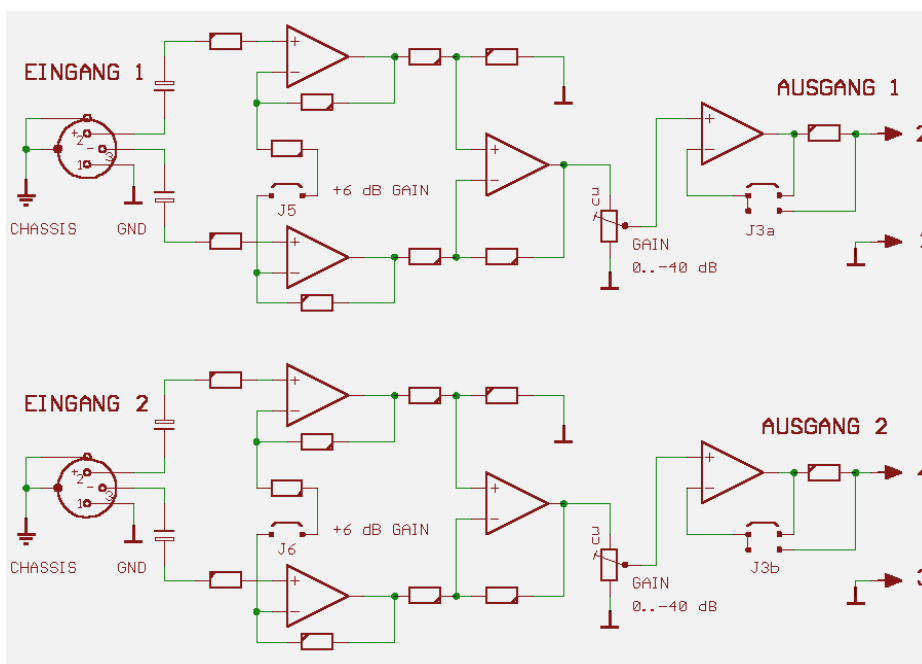 EINGANG 1
+
2
-
3
1
CHASSIS
GND
+
-
+6 dB GAIN
J5
+
-
+
-
GAIN
0..-40 dB
AUSGANG 1
+
-
J3a
2
EINGANG 2
+
2
-
3
1
CHASSIS
GND
+
-
+6 dB GAIN
J6
+
-
+
-
GAIN
0..-40 dB
AUSGANG 2
+
-
J3b
3